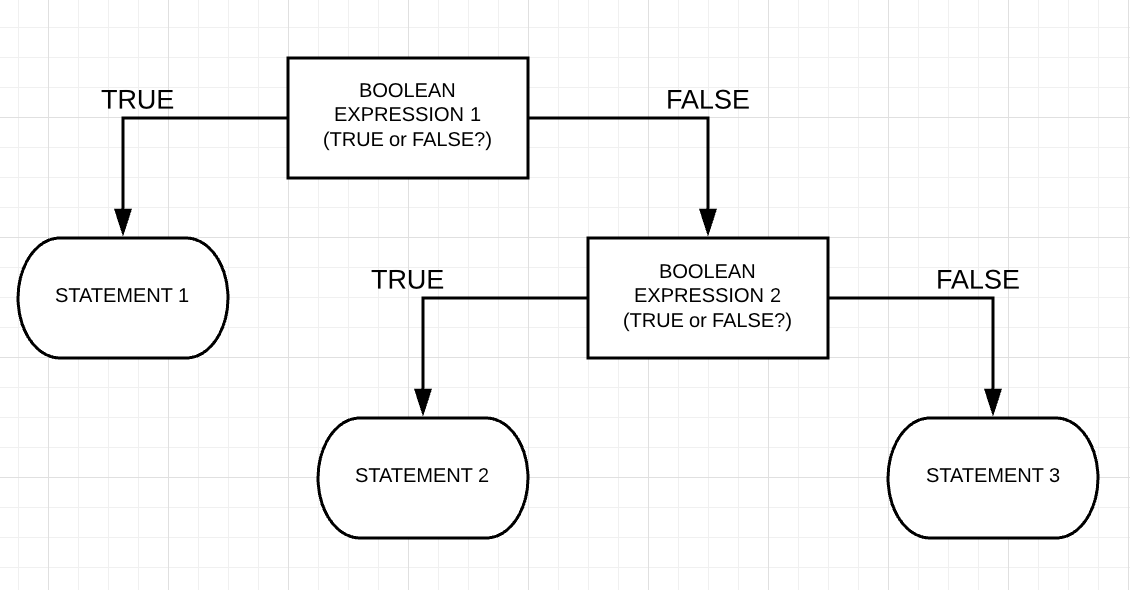 BOOLEAN
EXPRESSION 1
(TRUE or FALSE?)
TRUE
FALSE
STATEMENT 1
BOOLEAN
EXPRESSION 2
(TRUE or FALSE?)
TRUE
FALSE
STATEMENT 2
STATEMENT 3